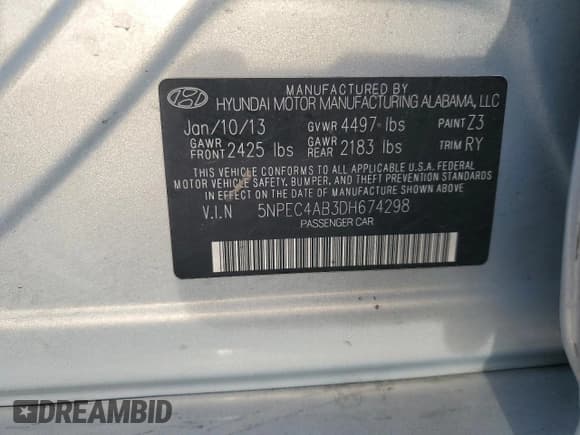 MANUFACTURED BY
HYUNDAI MOTOR MANUFACTURING ALABAMA, LLC
Jan/10/13 GVWR 4497 lbs PAINT Z3
GAWR FRONT 2425 lbs GAWR REAR 2183 lbs TRIM RY
THIS VEHICLE CONFORMS TO ALL APPLICABLE U.S.A. FEDERAL
MOTOR VEHICLE SAFETY, BUMPER, AND THEFT PREVENTION STANDARDS
IN EFFECT ON THE DATE OF MANUFACTURE SHOWN ABOVE.
V.I.N 5NPEC4AB3DH674298
PASSENGER CAR
DREAMBID